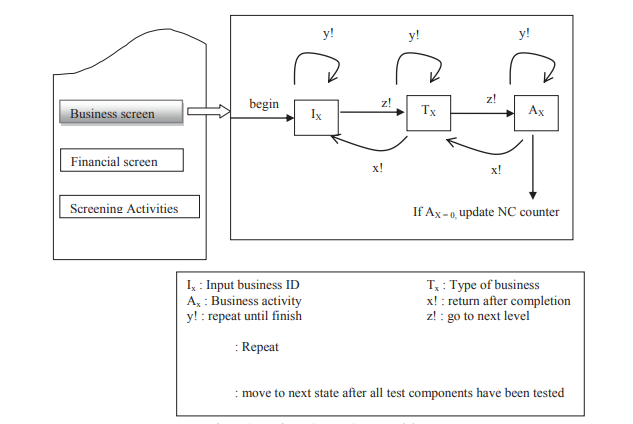 y!
y!
y!
Business screen
begin
z!
z!
Ix
Tx
Ax
Financial screen
x!
x!
Screening Activities
If Ax = 0, update NC counter
Ix : Input business ID
Tx : Type of business
Ax : Business activity
x! : return after completion
y! : repeat until finish
z! : go to next level
: Repeat
: move to next state after all test components have been tested